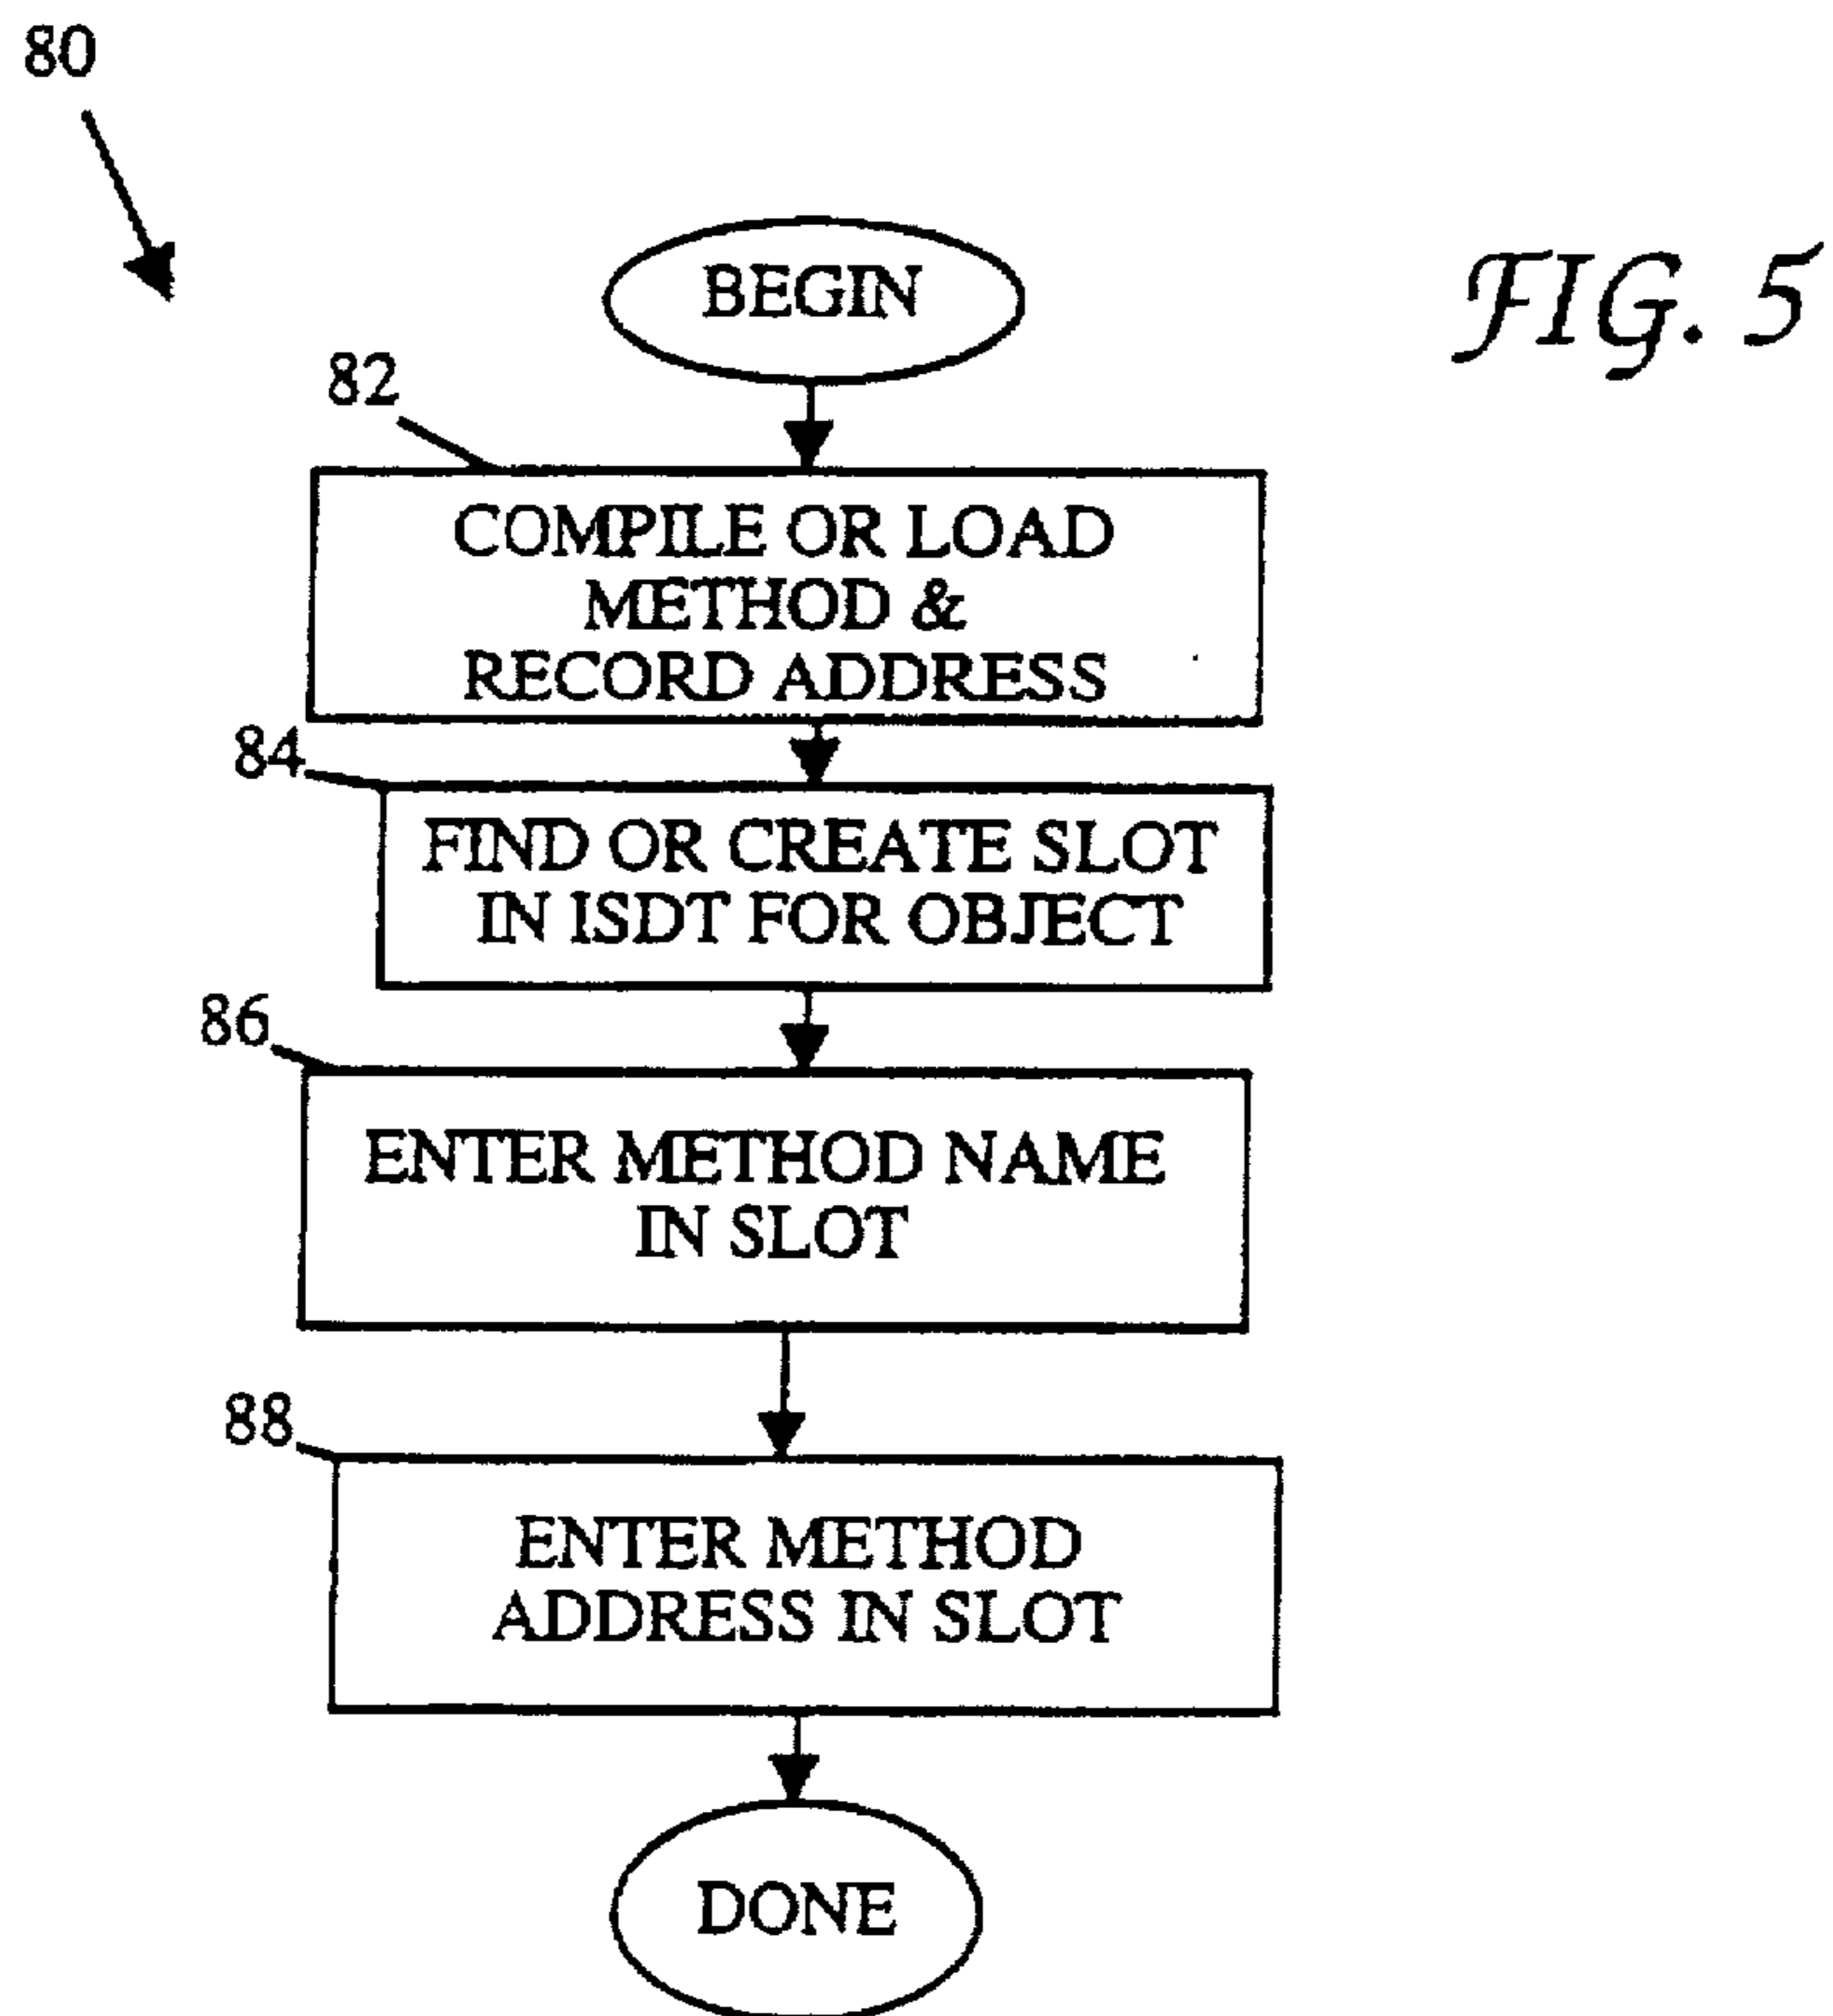 80
BEGIN
FIG. 5
82
COMPILE OR LOAD
METHOD &
RECORD ADDRESS
84
FIND OR CREATE SLOT
IN ISDT FOR OBJECT
86
ENTER METHOD NAME
IN SLOT
88
ENTER METHOD
ADDRESS IN SLOT
DONE